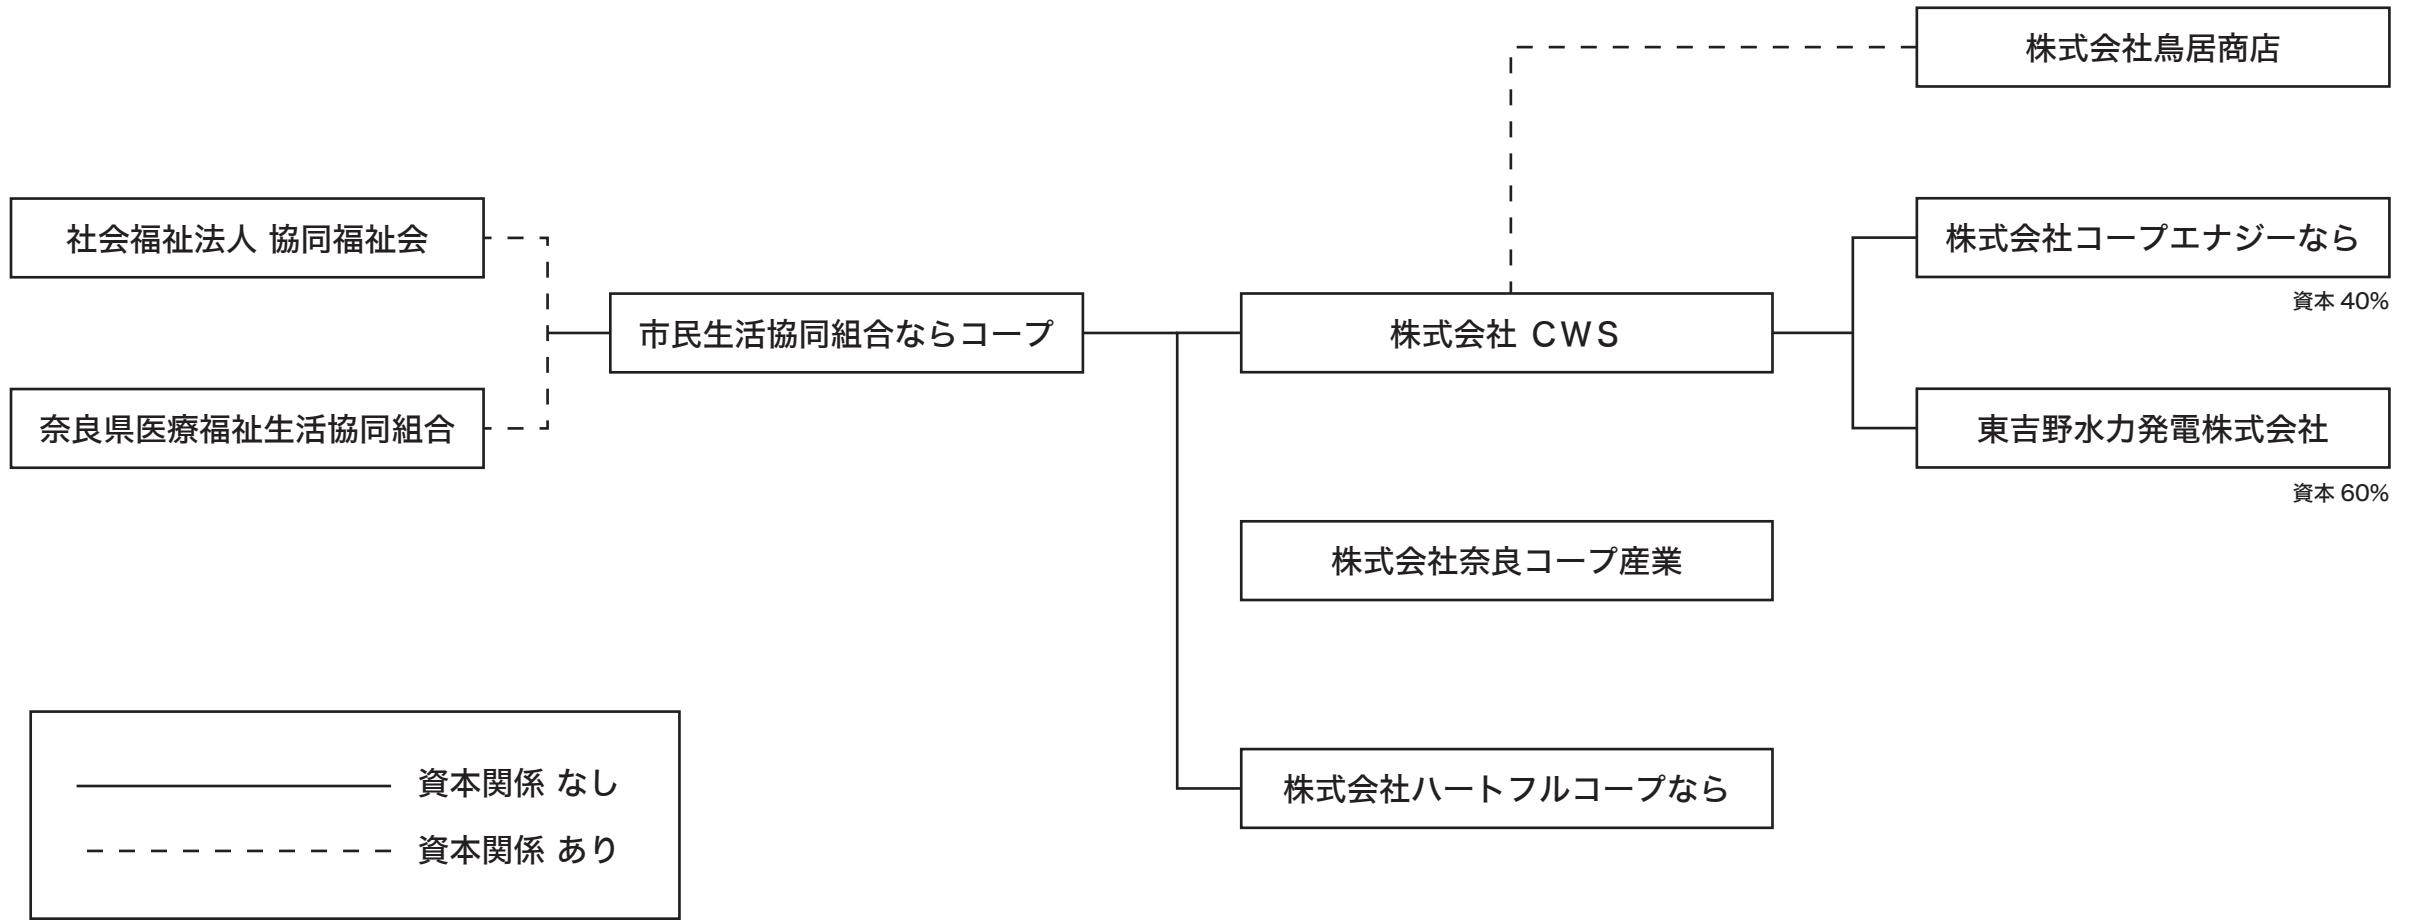 株式会社鳥居商店
社会福祉法人 協同福祉会
株式会社コープエナジーなら
資本 40%
市民生活協同組合ならコープ
株式会社 CWS
奈良県医療福祉生活協同組合
東吉野水力発電株式会社
資本 60%
株式会社奈良コープ産業
株式会社ハートフルコープなら
資本関係 なし
資本関係 あり